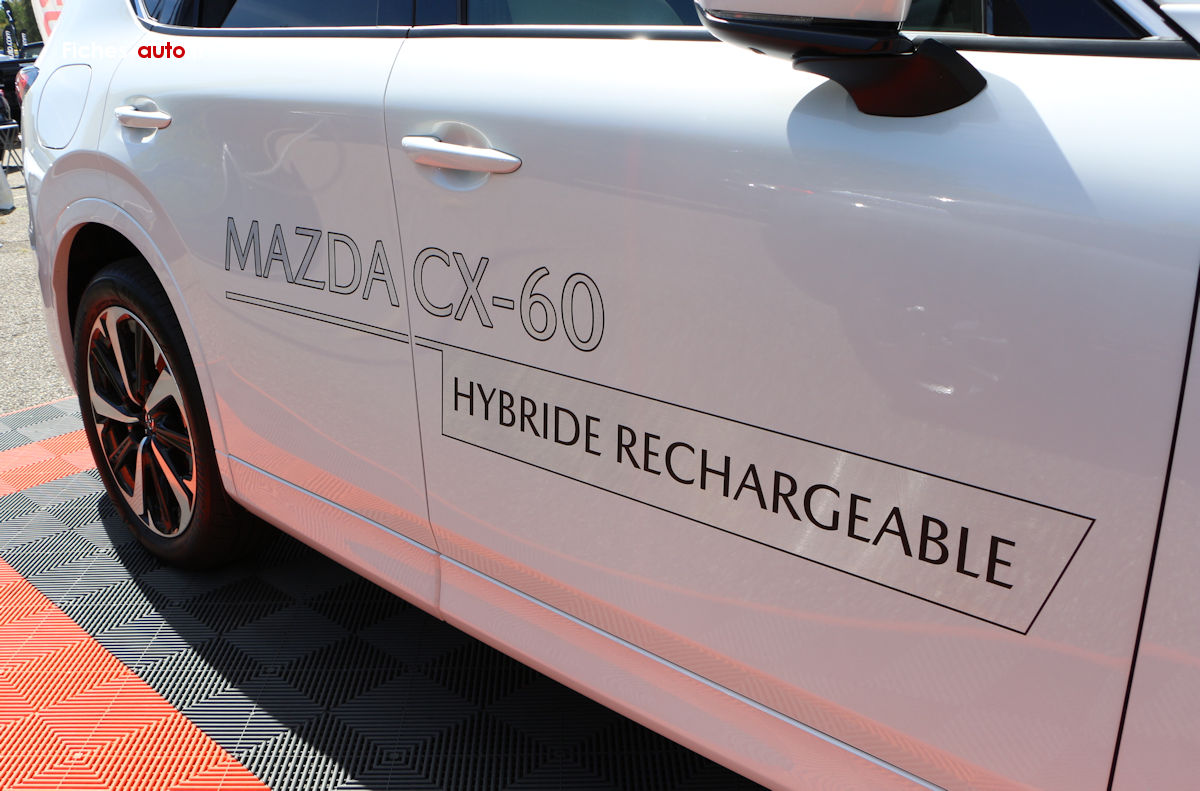 Fiches auto
MAZDA CX-60
HYBRIDE RECHARGEABLE